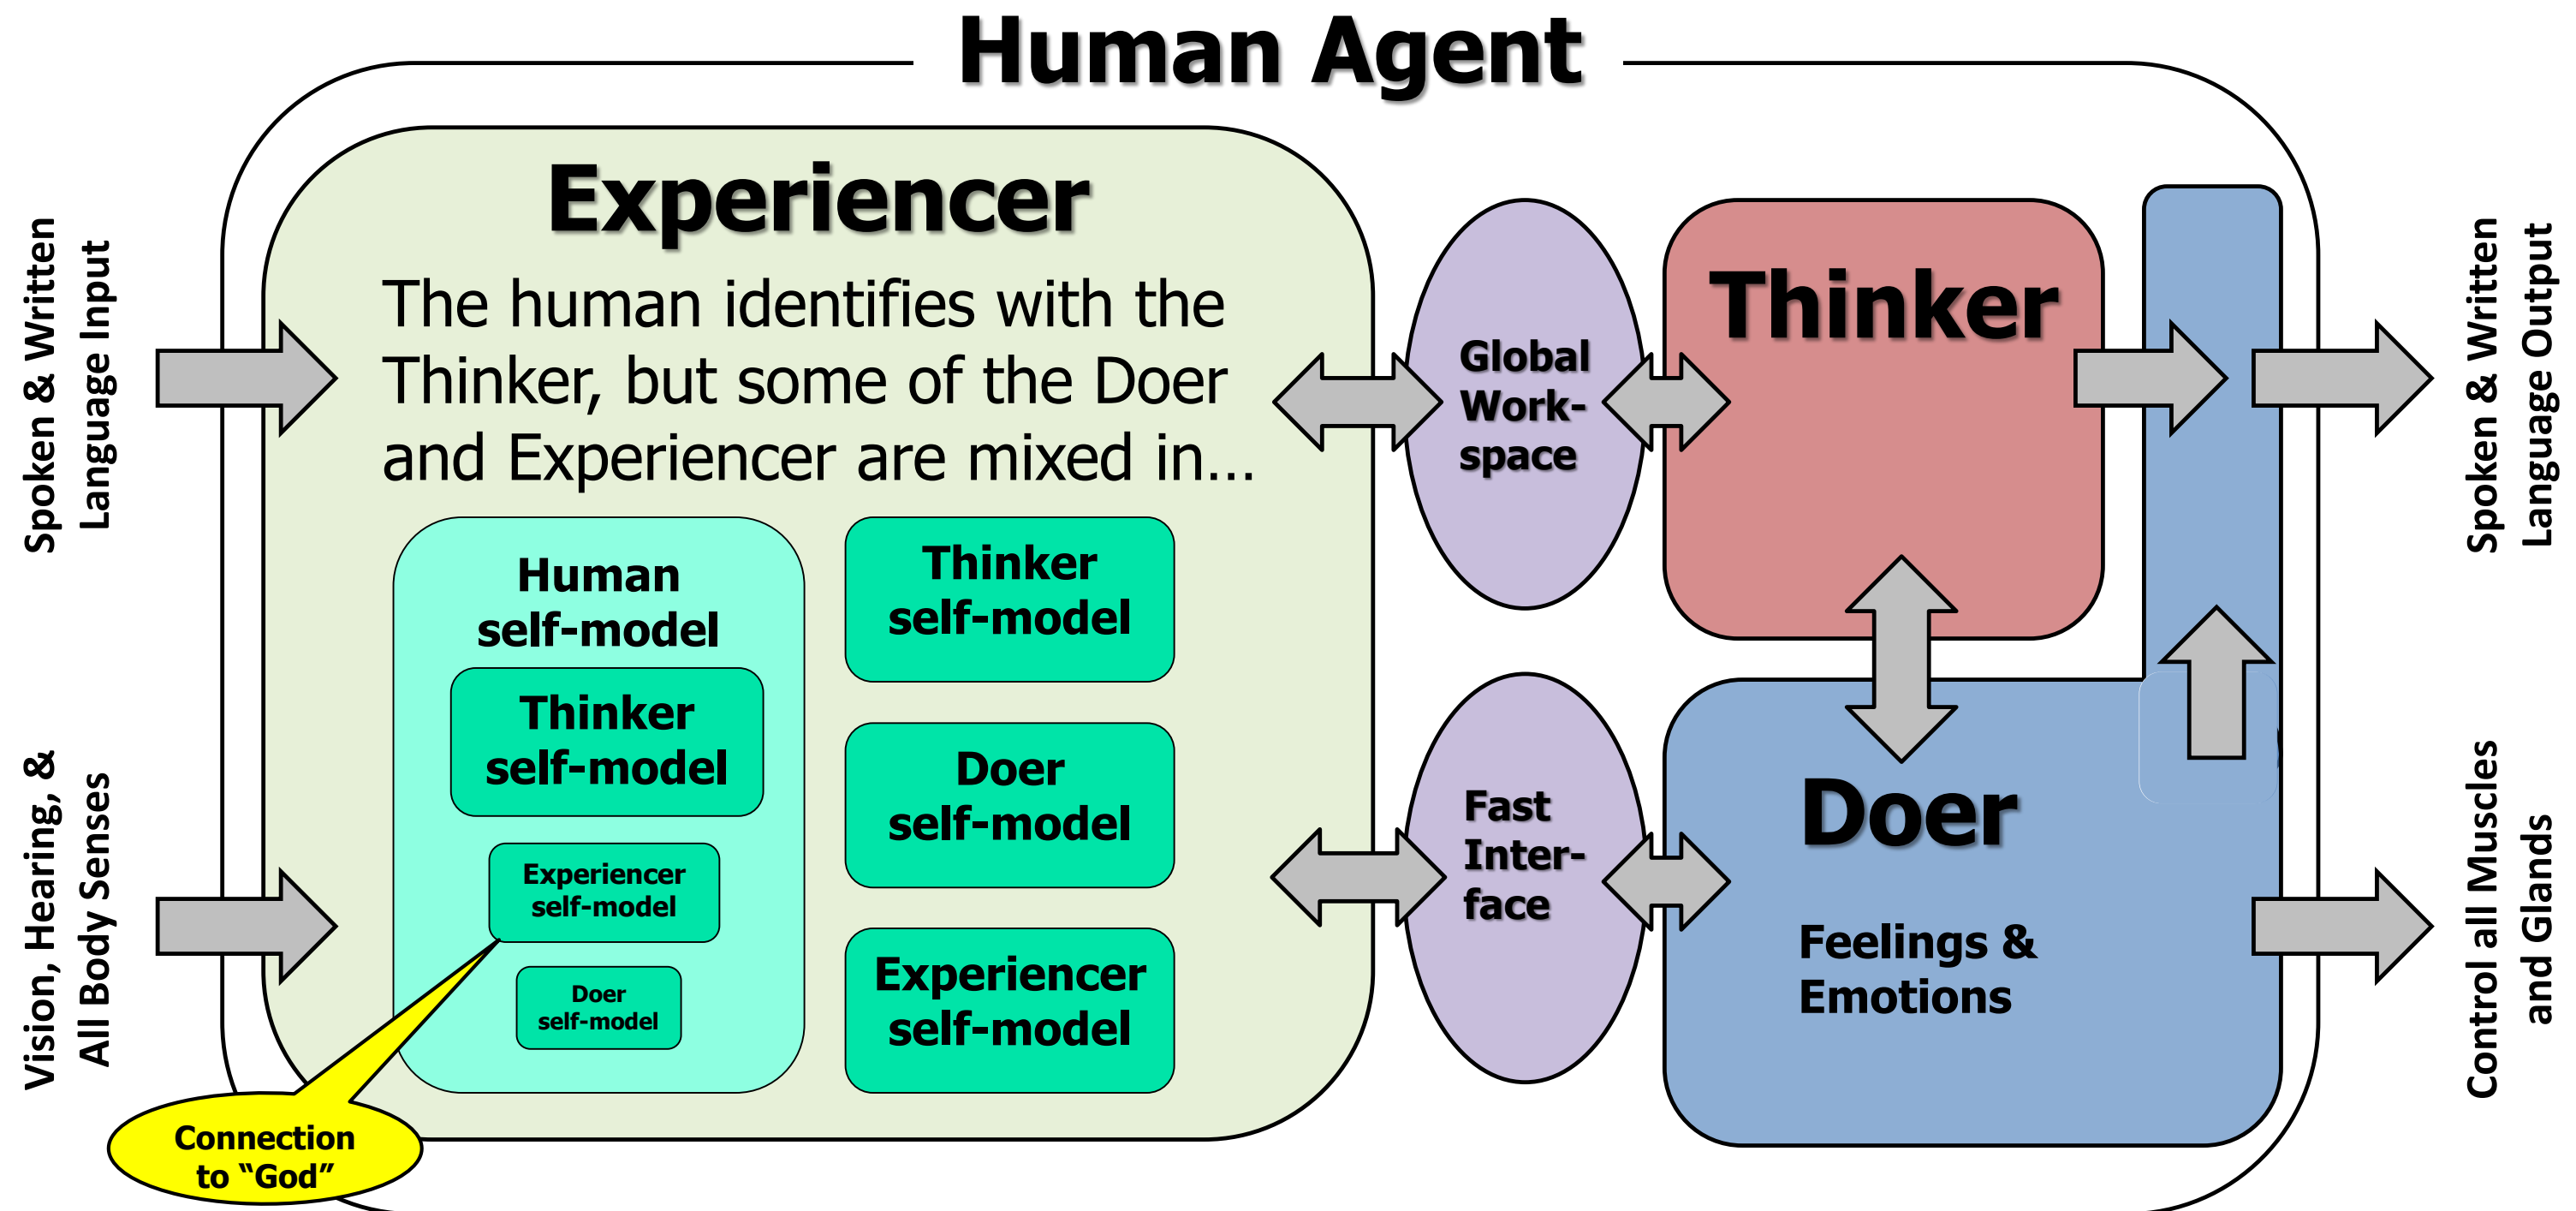 Human Agent
Spoken & Written
Language Input
Vision, Hearing, &
All Body Senses
Experiencer
The human identifies with the
Thinker, but some of the Doer
and Experiencer are mixed in…
Human
self-model
Thinker
self-model
Experiencer
self-model
Doer
self-model
Thinker
self-model
Doer
self-model
Experiencer
self-model
Connection
to “God”
Global
Work-
space
Fast
Inter-
face
Thinker
Doer
Feelings &
Emotions
Spoken & Written
Language Output
Control all Muscles
and Glands